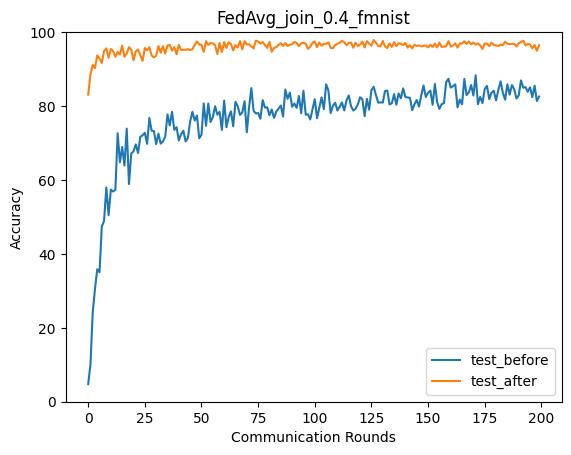 FedAvg_join_0.4_fmnist
100
80
60
40
20
0
Accuracy
0 25 50 75 100 125 150 175 200
Communication Rounds
test_before
test_after